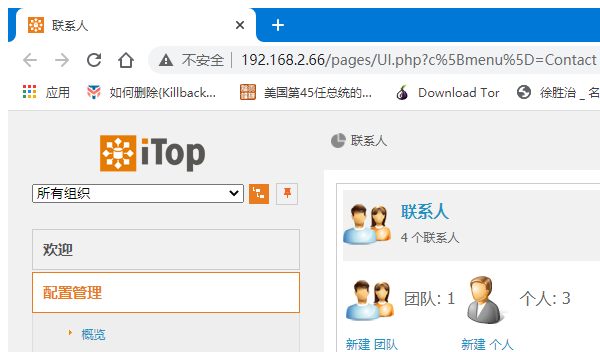 联系人
不安全 192.168.2.66/pages/UI.php?c%5Bmenu%5D=Contact
应用 如何删除(Killback... 美国第45任总统的... Download Tor 徐胜治 _ 名
iTop
联系人
所有组织
联系人
4 个联系人
欢迎
配置管理
团队: 1 个人: 3
概览
新建 团队 新建 个人